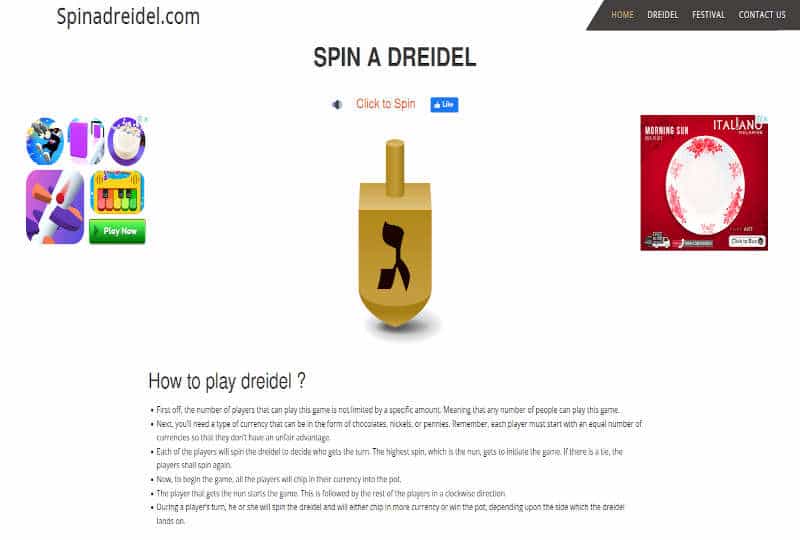 Spinadreidel.com
HOME DREIDEL FESTIVAL CONTACT US
SPIN A DREIDEL
Click to Spin Like
Play Now
MORNING SUN
ITALIANO
Click to Buy
ג
How to play dreidel ?
• First off, the number of players that can play this game is not limited by a specific amount. Meaning that any number of people can play this game.
• Next, you'll need a type of currency that can be in the form of chocolates, nickels, or pennies. Remember, each player must start with an equal number of
currencies so that they don't have an unfair advantage.
• Each of the players will spin the dreidel to decide who gets the turn. The highest spin, which is the nun, gets to initiate the game. If there is a tie, the
players shall spin again.
• Now, to begin the game, all the players will chip in their currency into the pot.
• The player that gets the nun starts the game. This is followed by the rest of the players in a clockwise direction.
• During a player's turn, he or she will spin the dreidel and will either chip in more currency or win the pot, depending upon the side which the dreidel
lands on.